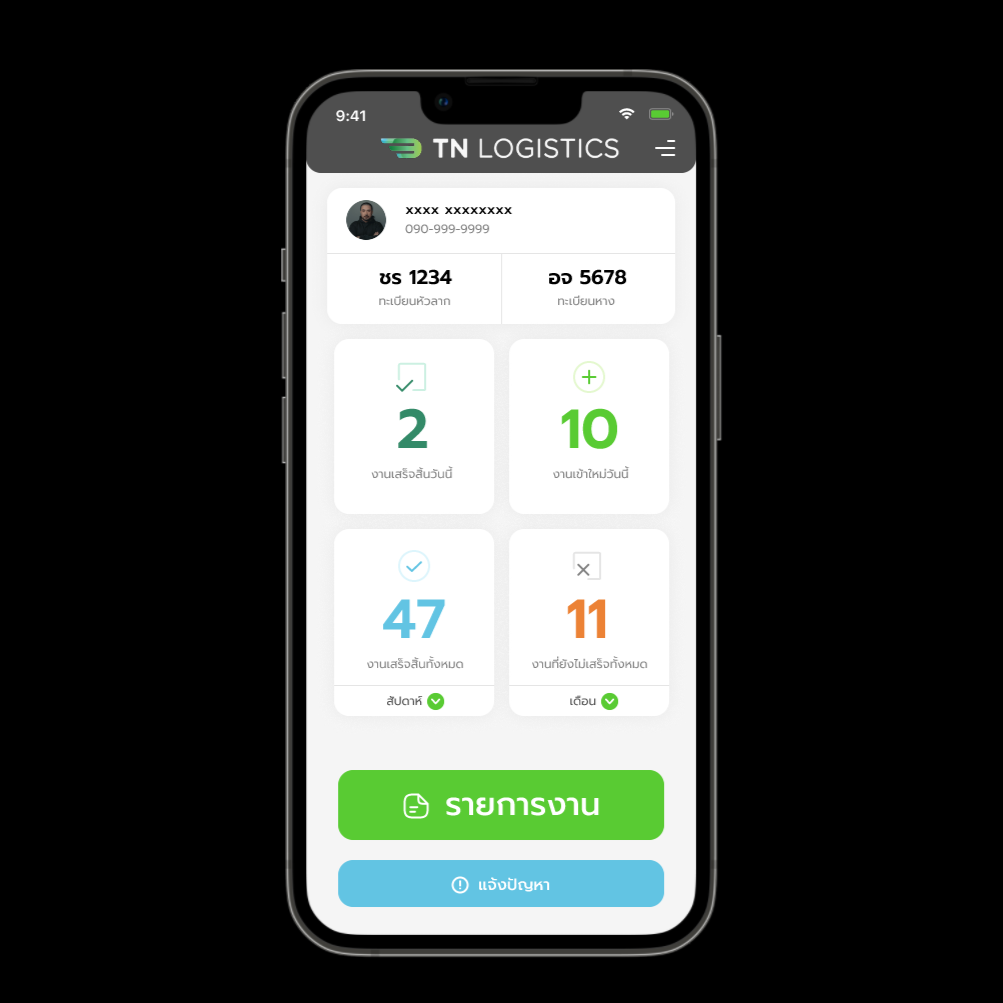 9:41
TN LOGISTICS
xxxx xxxxxxxx
090-999-9999
ชร 1234
อจ 5678
ทะเบียนหัวลาก
ทะเบียนหาง
2
10
งานเสร็จสิ้นวันนี้
งานเข้าใหม่วันนี้
47
11
งานเสร็จสิ้นทั้งหมด
งานที่ยังไม่เสร็จทั้งหมด
สัปดาห์
เดือน
รายการงาน
แจ้งปัญหา